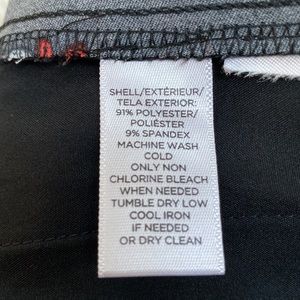 SHELL/EXTÉRIEUR/
TELA EXTERIOR:
91% POLYESTER/
POLIÉSTER
9% SPANDEX
MACHINE WASH
COLD
ONLY NON
CHLORINE BLEACH
WHEN NEEDED
TUMBLE DRY LOW
COOL IRON
IF NEEDED
OR DRY CLEAN